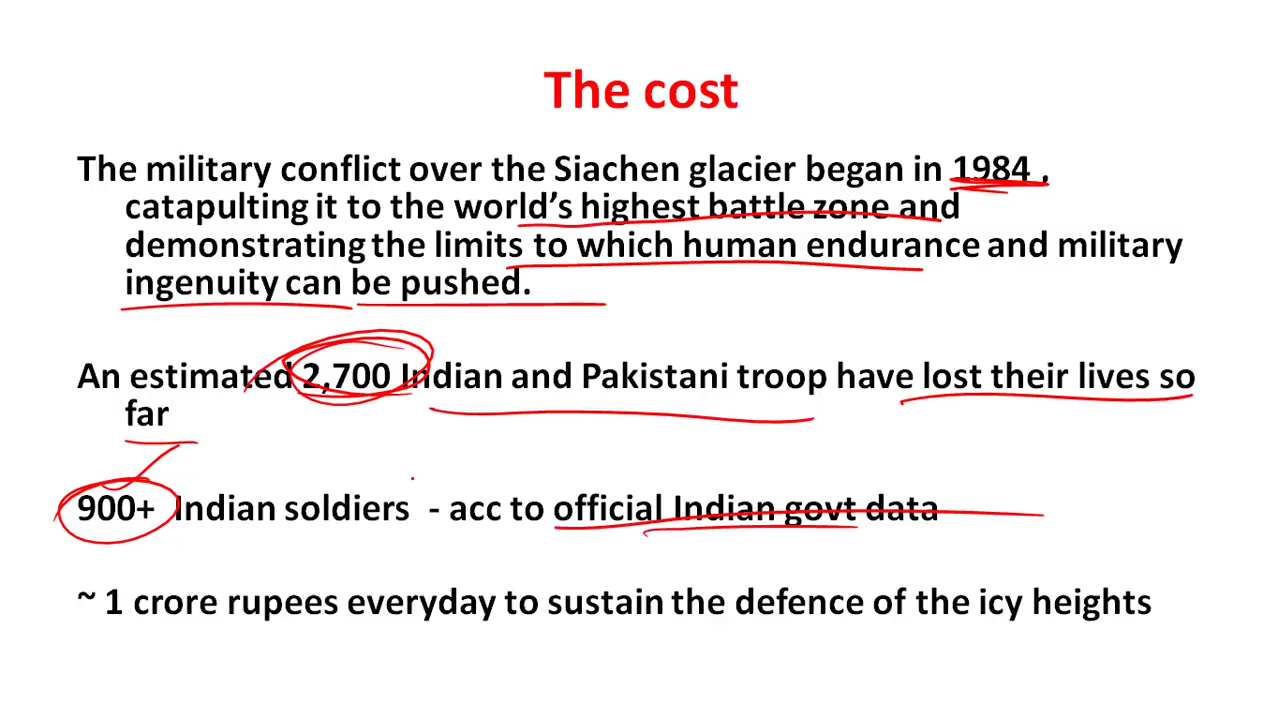 The cost
The military conflict over the Siachen glacier began in 1984 ,
catapulting it to the world's highest battle zone and
demonstrating the limits to which human endurance and military
ingenuity can be pushed.
An estimated 2,700 Indian and Pakistani troop have lost their lives so
far
900+ Indian soldiers - acc to official Indian govt data
~ 1 crore rupees everyday to sustain the defence of the icy heights